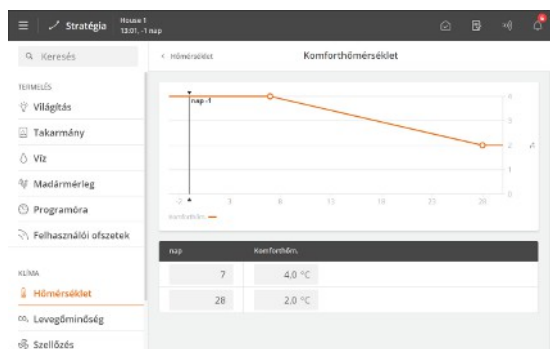 Stratégia
House 1
13:01, -1 nap
Keresés
Hőmérséklet
Komforthőmérséklet
TERMELÉS
Világítás
Takarmány
Víz
Madármérleg
Programóra
Felhasználói ofszetek
KLÍMA
Hőmérséklet
CO₂ Levegőminőség
Szellőzés
nap -1
4
3
2
1
0
-2
3
8
13
18
23
28
Komforthőm.
nap
Komforthőm.
7
4.0 °C
28
2.0 °C